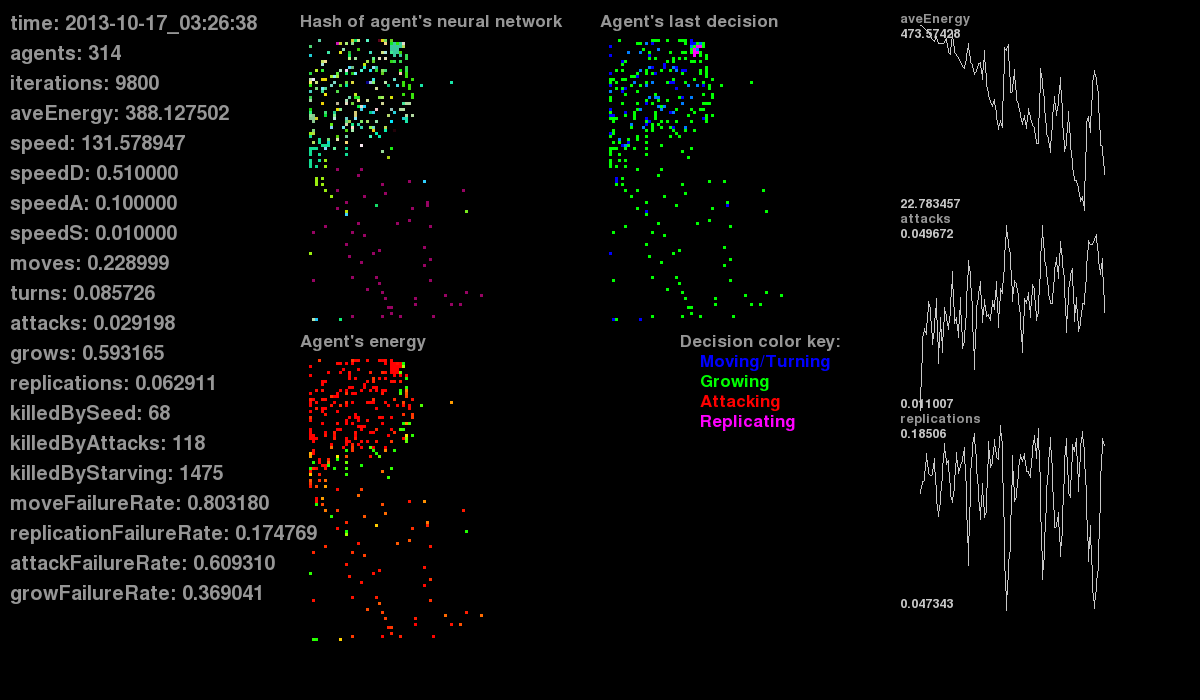 time: 2013-10-17_03:26:38
agents: 314
iterations: 9800
aveEnergy: 388.127502
speed: 131.578947
speedD: 0.510000
speedA: 0.100000
speedS: 0.010000
moves: 0.228999
turns: 0.085726
attacks: 0.029198
grows: 0.593165
replications: 0.062911
killedBySeed: 68
killedByAttacks: 118
killedByStarving: 1475
moveFailureRate: 0.803180
replicationFailureRate: 0.174769
attackFailureRate: 0.609310
growFailureRate: 0.369041
Hash of agent's neural network
Agent's last decision
Agent's energy
Decision color key:
Moving/Turning
Growing
Attacking
Replicating
aveEnergy
473.57428
22.783457
attacks
0.049672
0.011007
replications
0.18506
0.047343